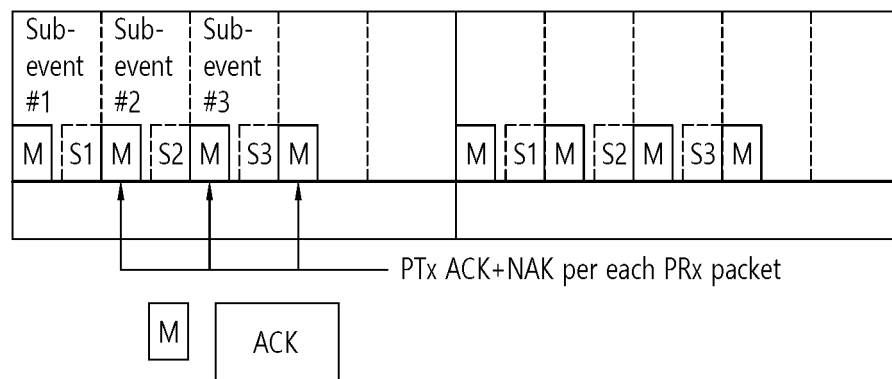 Sub-event #1 Sub-event #2 Sub-event #3
M S1 M S2 M S3 M M S1 M S2 M S3 M
PTx ACK+NAK per each PRx packet
M ACK